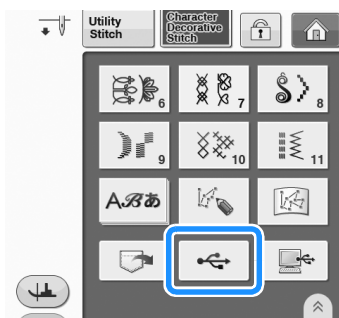 Utility
Stitch
Character
Decorative
Stitch
6
7
8
9
10
11
Aℬあ